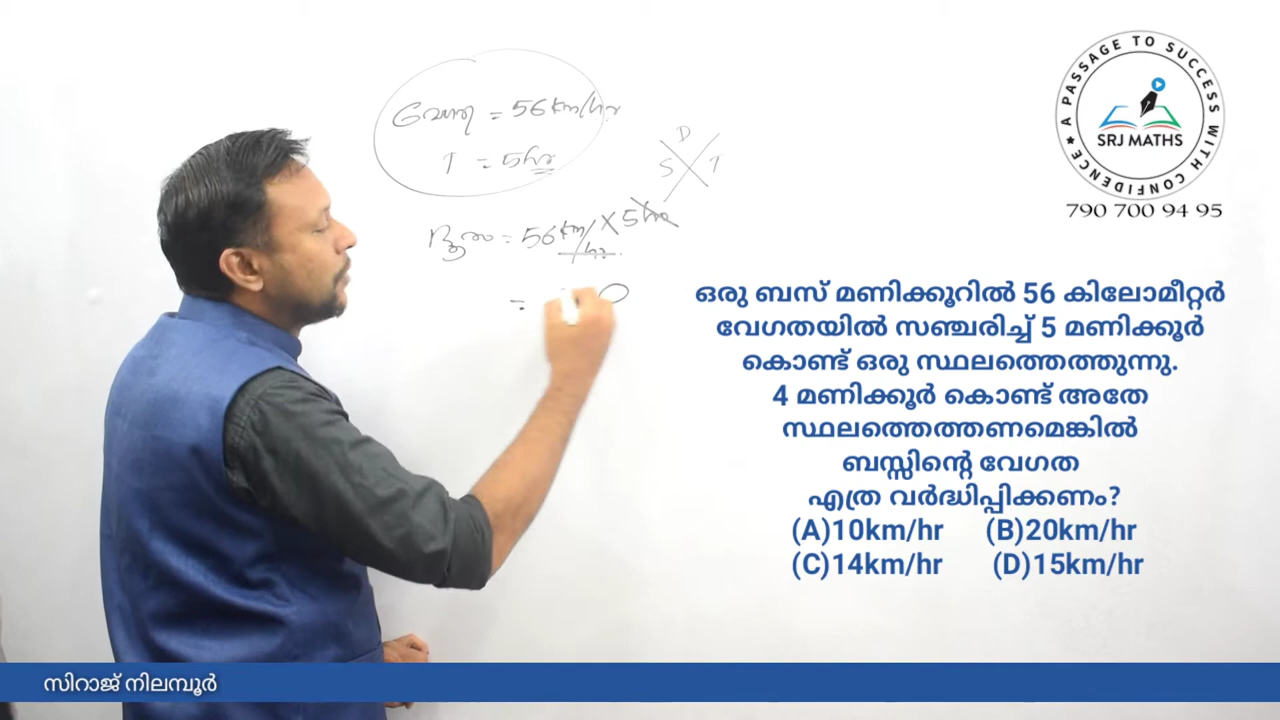 വേഗത = 56km/hr
T = 5hr
D
S T
ദൂരം = 56km/hr × 5hr
=
A PASSAGE TO SUCCESS WITH CONFIDENCE
SRJ MATHS
790 700 94 95
ഒരു ബസ് മണിക്കൂറിൽ 56 കിലോമീറ്റർ
വേഗതയിൽ സഞ്ചരിച്ച് 5 മണിക്കൂർ
കൊണ്ട് ഒരു സ്ഥലത്തെത്തുന്നു.
4 മണിക്കൂർ കൊണ്ട് അതേ
സ്ഥലത്തെത്തണമെങ്കിൽ
ബസ്സിന്റെ വേഗത
എത്ര വർദ്ധിപ്പിക്കണം?
(A)10km/hr (B)20km/hr
(C)14km/hr (D)15km/hr
സിറാജ് നിലമ്പൂർ